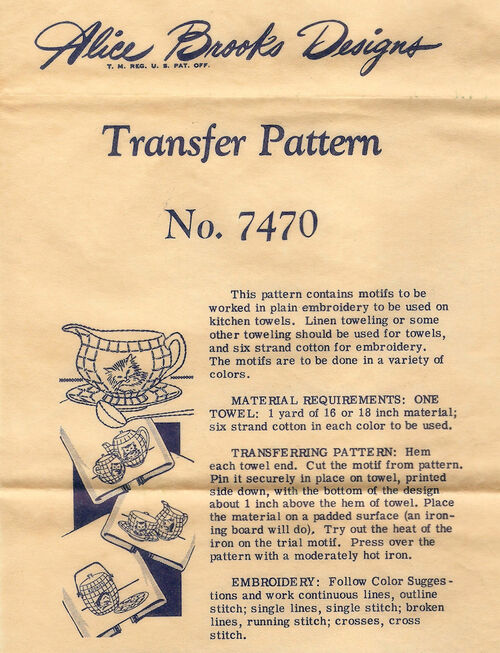 Alice Brooks Designs
T. M. REG. U. S. PAT. OFF.
Transfer Pattern
No. 7470
This pattern contains motifs to be
worked in plain embroidery to be used on
kitchen towels. Linen toweling or some
other toweling should be used for towels,
and six strand cotton for embroidery.
The motifs are to be done in a variety of
colors.
MATERIAL REQUIREMENTS: ONE
TOWEL: 1 yard of 16 or 18 inch material;
six strand cotton in each color to be used.
TRANSFERRING PATTERN: Hem
each towel end. Cut the motif from pattern.
Pin it securely in place on towel, printed
side down, with the bottom of the design
about 1 inch above the hem of towel. Place
the material on a padded surface (an iron-
ing board will do). Try out the heat of the
iron on the trial motif. Press over the
pattern with a moderately hot iron.
EMBROIDERY: Follow Color Sugges-
tions and work continuous lines, outline
stitch; single lines, single stitch; broken
lines, running stitch; crosses, cross
stitch.